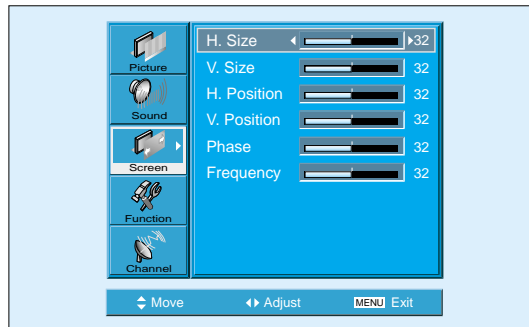 Picture
Sound
Screen
Function
Channel
H. Size 32
V. Size 32
H. Position 32
V. Position 32
Phase 32
Frequency 32
Move Adjust MENU Exit